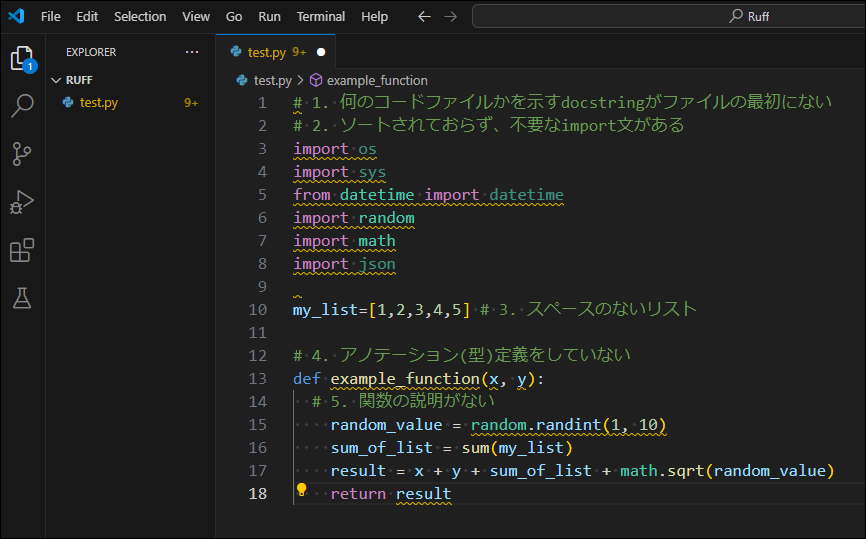 File Edit Selection View Go Run Terminal Help ← → Ruff
EXPLORER ···
RUFF
test.py 9+
1
test.py 9+ ●
test.py > example_function
1 # 1. 何のコードファイルかを示すdocstringがファイルの最初にない
2 # 2. ソートされておらず、不要なimport文がある
3 import os
4 import sys
5 from datetime import datetime
6 import random
7 import math
8 import json
9
10 my_list=[1,2,3,4,5] # 3. スペースのないリスト
11
12 # 4. アノテーション(型)定義をしていない
13 def example_function(x, y):
14 # 5. 関数の説明がない
15 random_value = random.randint(1, 10)
16 sum_of_list = sum(my_list)
17 result = x + y + sum_of_list + math.sqrt(random_value)
18 return result